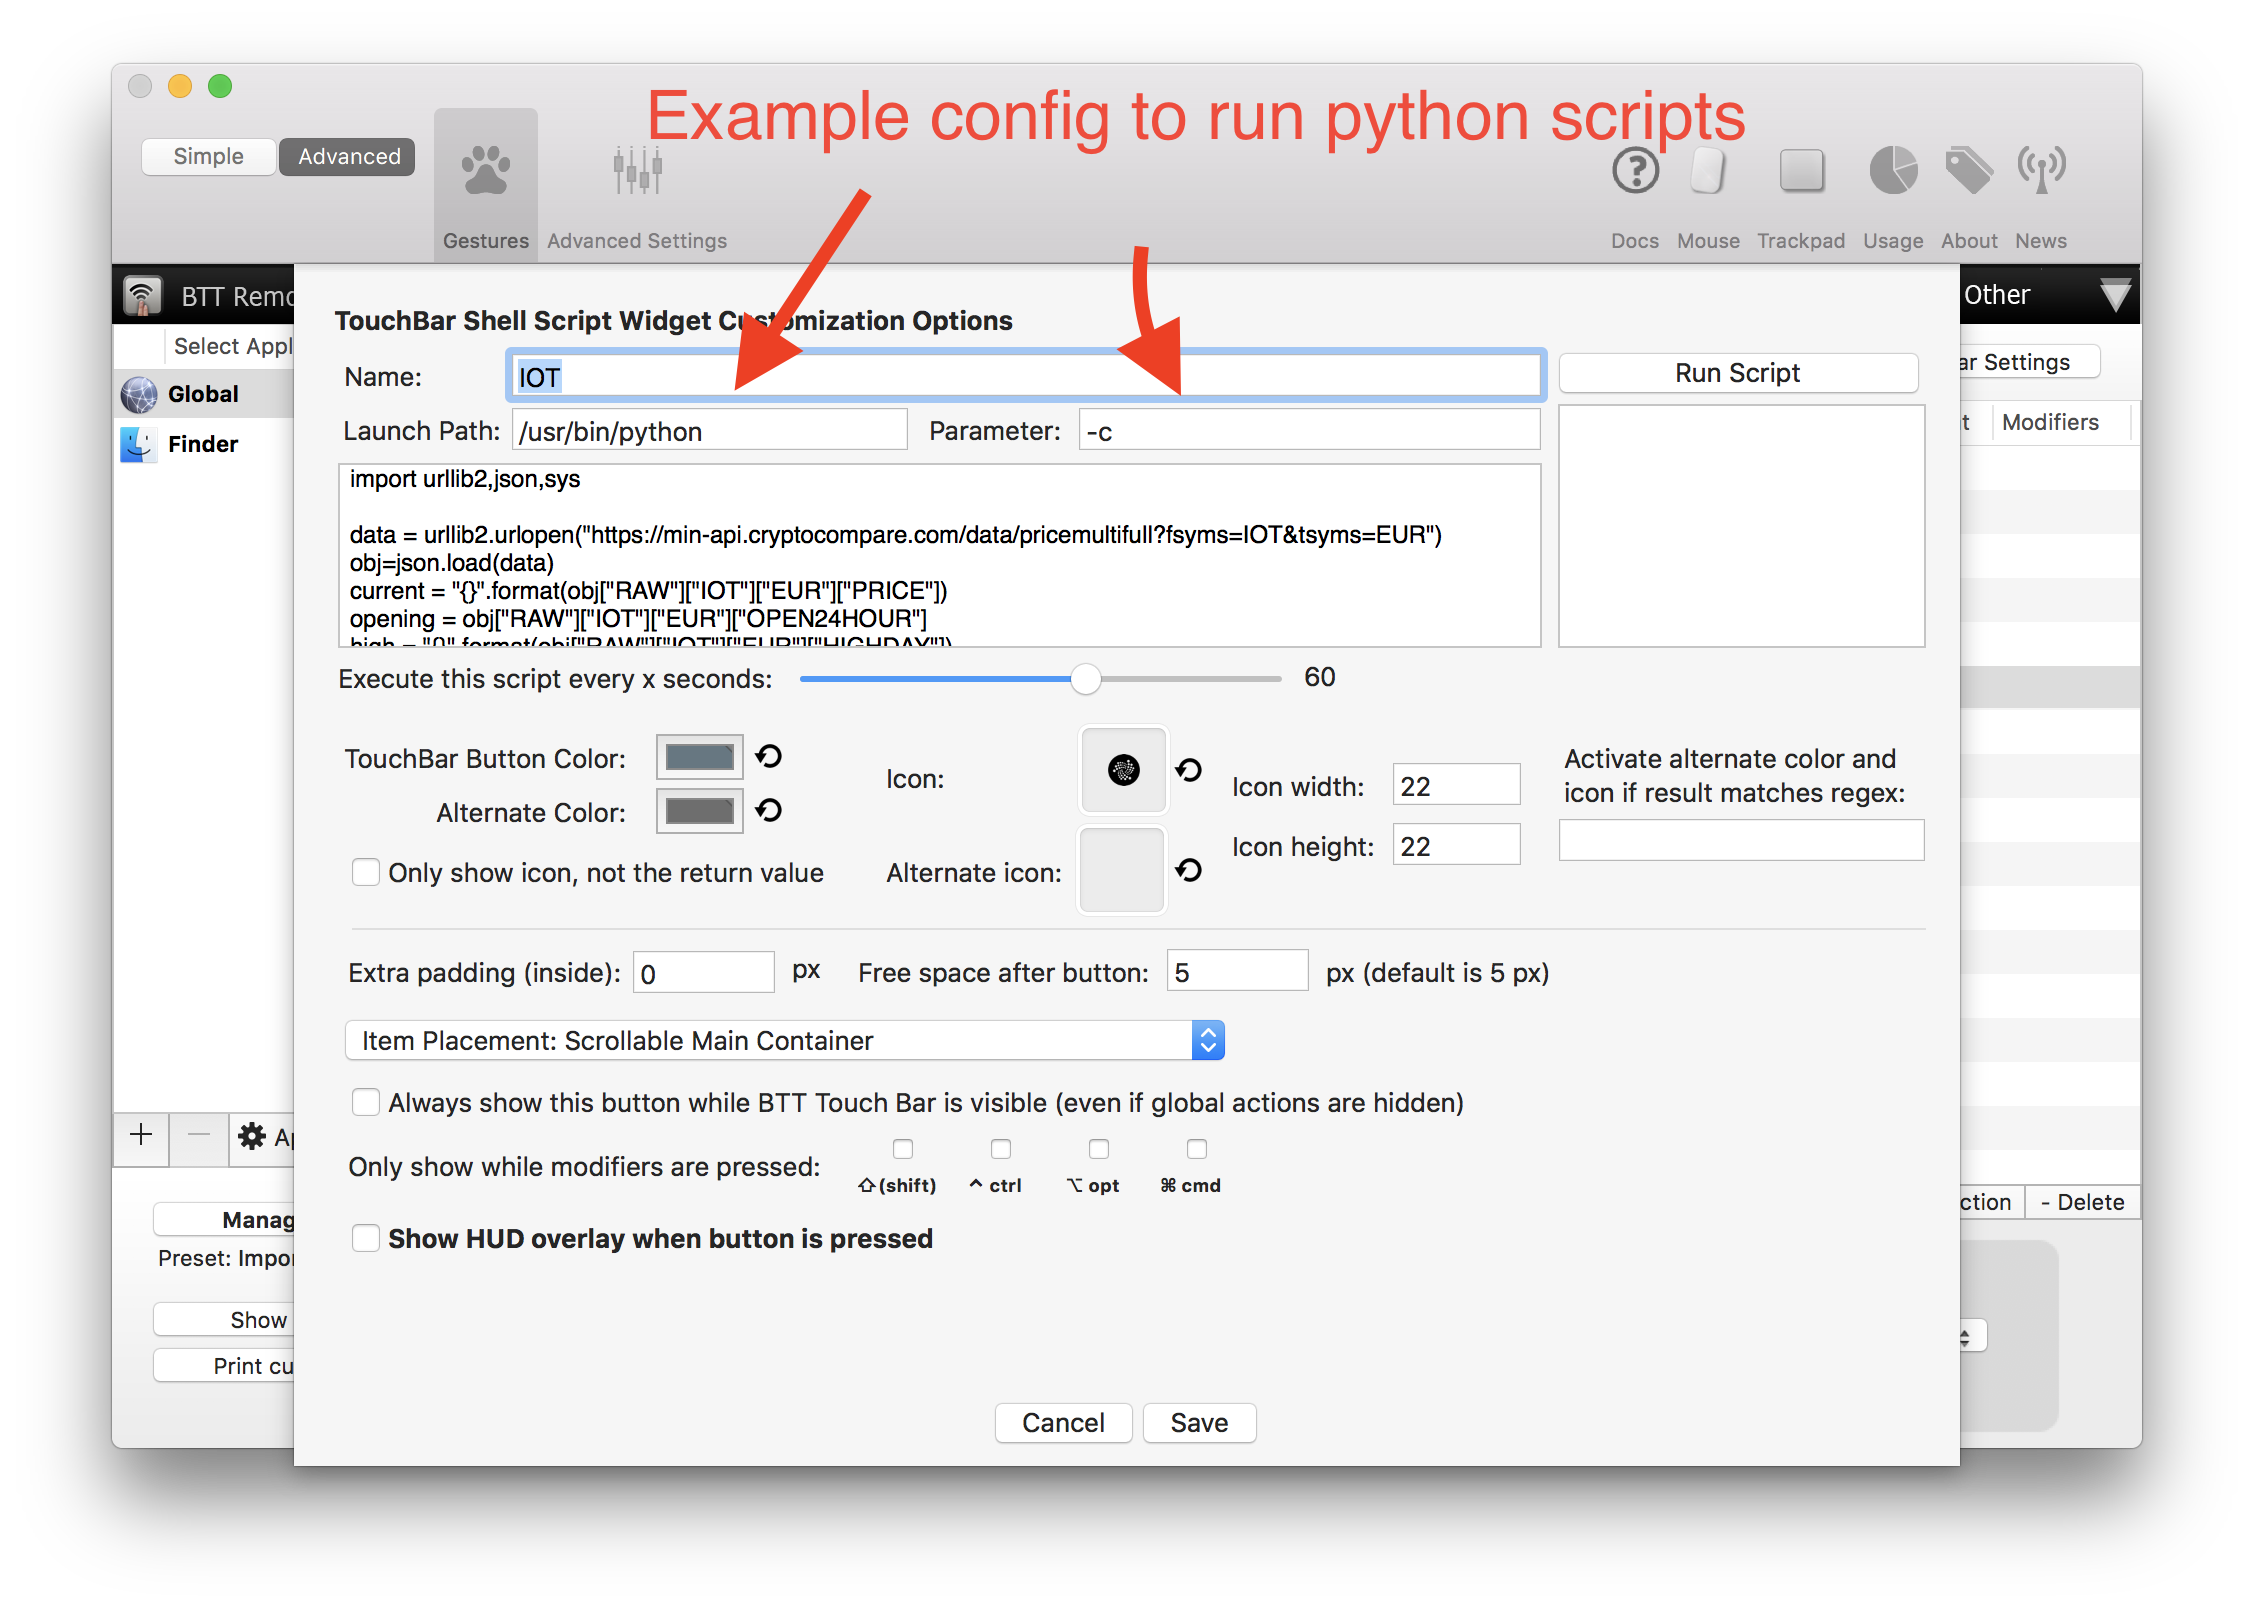 Example config to run python scripts
Simple
Advanced
Gestures
Advanced Settings
Docs
Mouse
Trackpad
Usage
About
News
BTT Remo
Other
TouchBar Shell Script Widget Customization Options
Select Appl
Name:
IOT
Run Script
ar Settings
Global
Launch Path:
/usr/bin/python
Parameter:
-c
t
Modifiers
Finder
import urllib2,json,sys
data = urllib2.urlopen("https://min-api.cryptocompare.com/data/pricemultifull?fsyms=IOT&tsyms=EUR")
obj=json.load(data)
current = "{}".format(obj["RAW"]["IOT"]["EUR"]["PRICE"])
opening = obj["RAW"]["IOT"]["EUR"]["OPEN24HOUR"]
high = "{}".format(obj["RAW"]["IOT"]["EUR"]["HIGHDAY"])
Execute this script every x seconds:
60
TouchBar Button Color:
Alternate Color:
Only show icon, not the return value
Icon:
Alternate icon:
Icon width:
22
Icon height:
22
Activate alternate color and
icon if result matches regex:
Extra padding (inside):
0
px
Free space after button:
5
px (default is 5 px)
Item Placement: Scrollable Main Container
Always show this button while BTT Touch Bar is visible (even if global actions are hidden)
+
−
Ap
Only show while modifiers are pressed:
⇧(shift)
^ ctrl
⌥ opt
⌘ cmd
ction
- Delete
Manag
Show HUD overlay when button is pressed
Preset: Impor
Show
Print cu
Cancel
Save